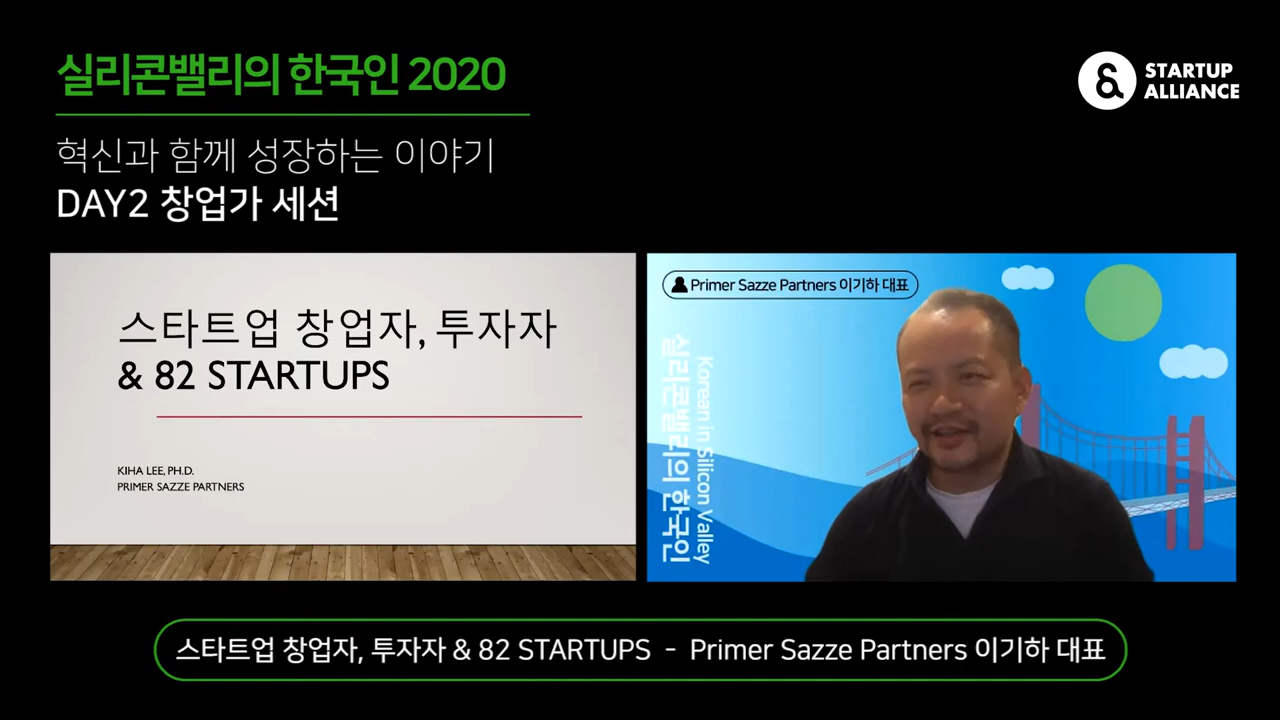 실리콘밸리의 한국인 2020
STARTUP
ALLIANCE
혁신과 함께 성장하는 이야기
DAY2 창업가 세션
스타트업 창업자, 투자자
& 82 STARTUPS
KIHA LEE, PH.D.
PRIMER SAZZE PARTNERS
Primer Sazze Partners 이기하 대표
Korean in Silicon Valley
실리콘밸리의 한국인
스타트업 창업자, 투자자 & 82 STARTUPS - Primer Sazze Partners 이기하 대표